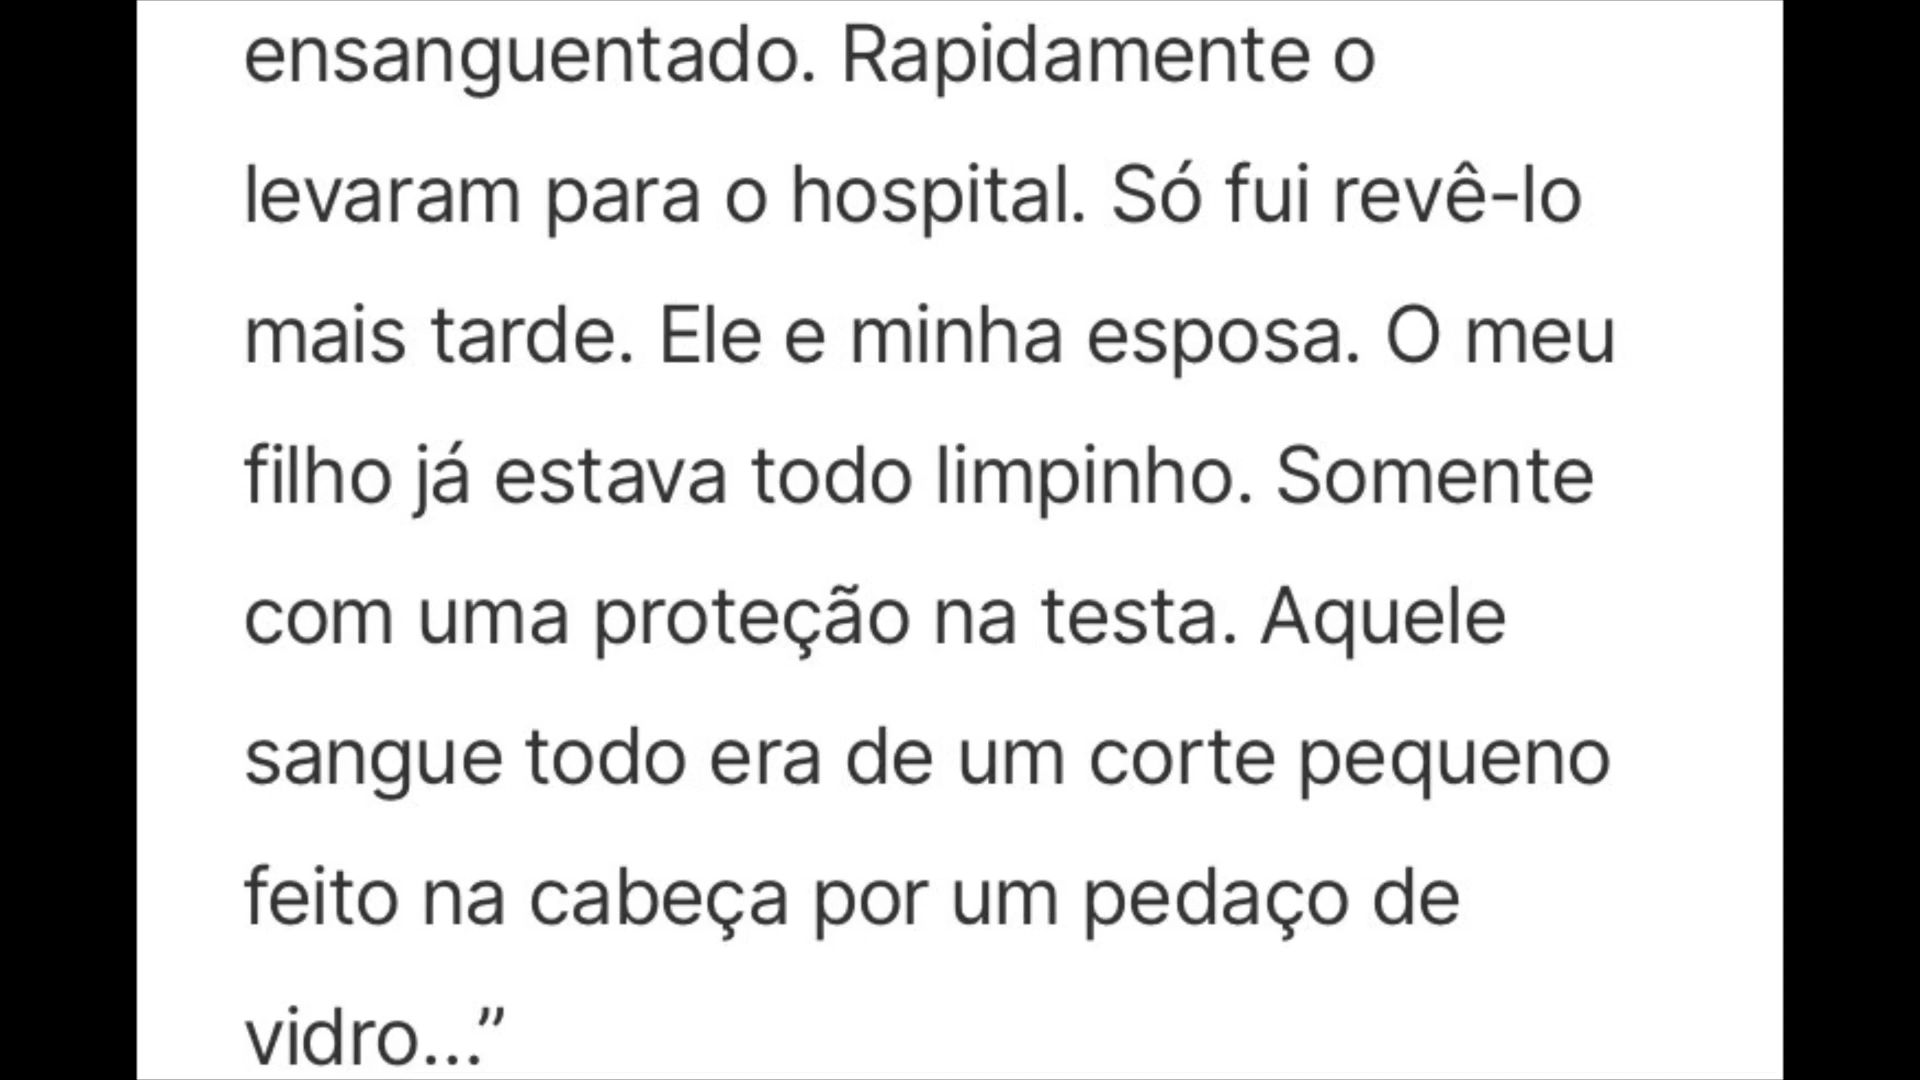 ensanguentado. Rapidamente o
levaram para o hospital. Só fui revê-lo
mais tarde. Ele e minha esposa. O meu
filho já estava todo limpinho. Somente
com uma proteção na testa. Aquele
sangue todo era de um corte pequeno
feito na cabeça por um pedaço de
vidro...”